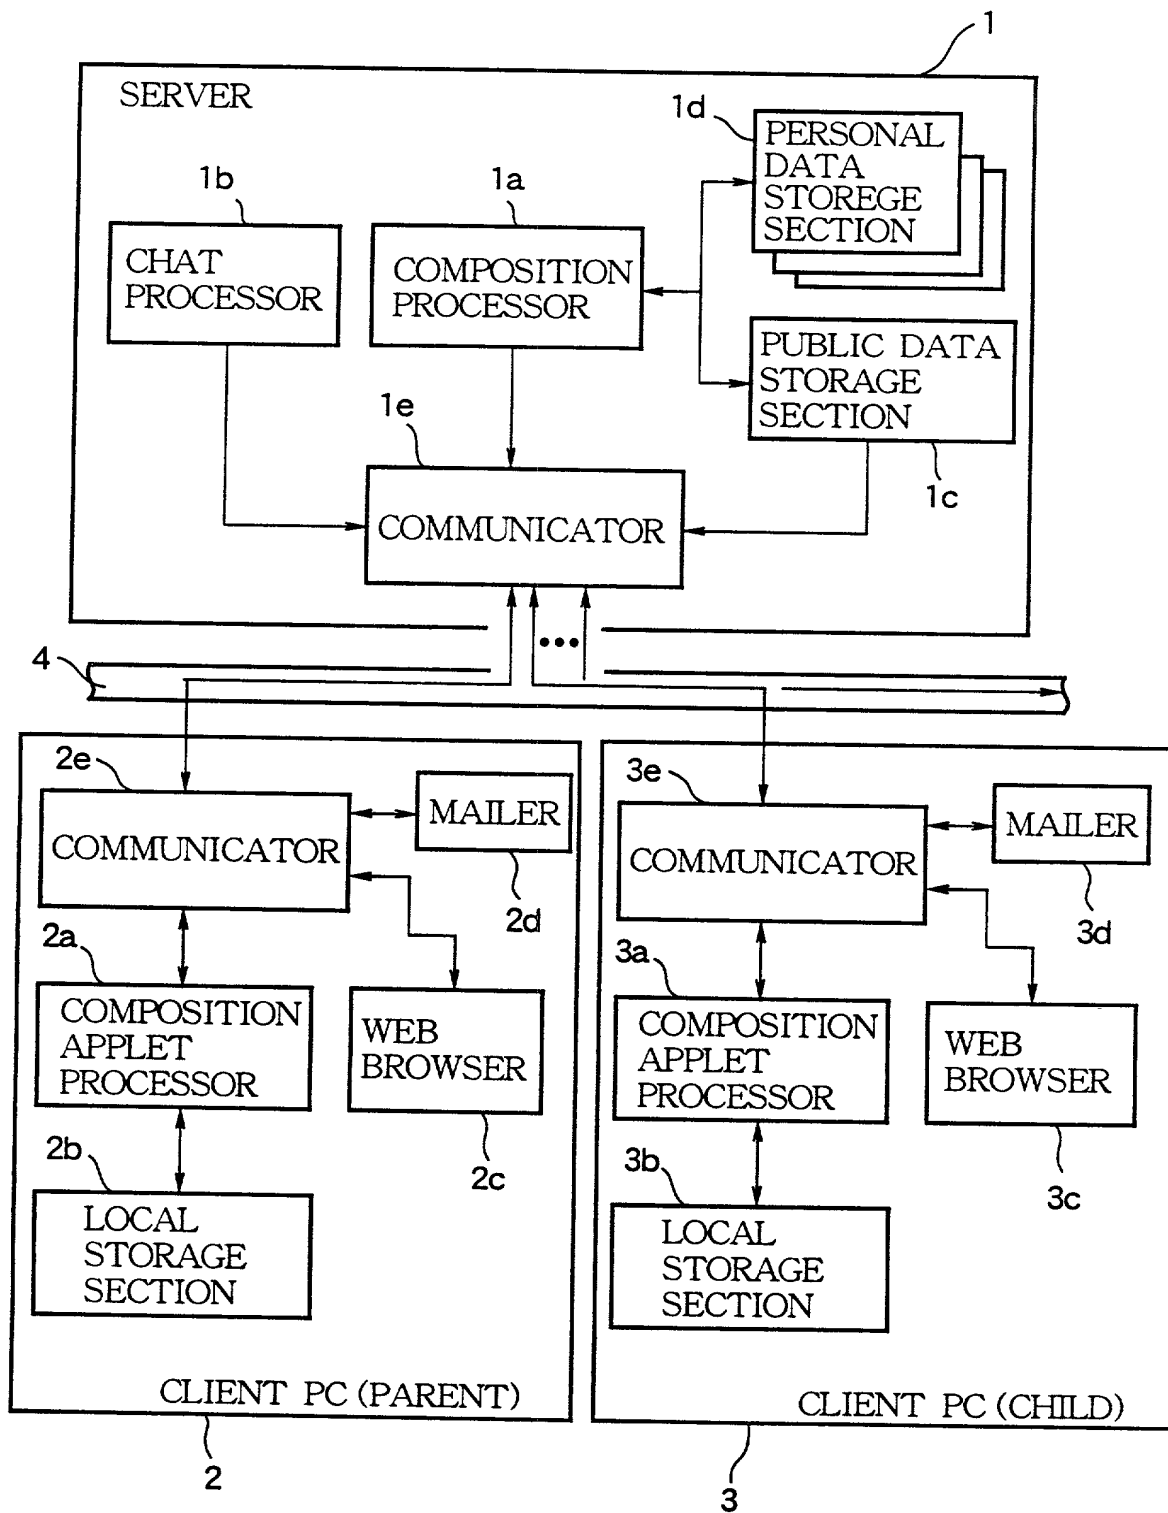 1
SERVER
1d
PERSONAL
DATA
STOREGE
SECTION
1b
1a
CHAT
PROCESSOR
COMPOSITION
PROCESSOR
PUBLIC DATA
STORAGE
SECTION
1e
1c
COMMUNICATOR
4
2e
MAILER
COMMUNICATOR
2d
2a
COMPOSITION
APPLET
PROCESSOR
WEB
BROWSER
2b
2c
LOCAL
STORAGE
SECTION
CLIENT PC (PARENT)
2
3e
MAILER
COMMUNICATOR
3d
3a
COMPOSITION
APPLET
PROCESSOR
WEB
BROWSER
3b
3c
LOCAL
STORAGE
SECTION
CLIENT PC (CHILD)
3